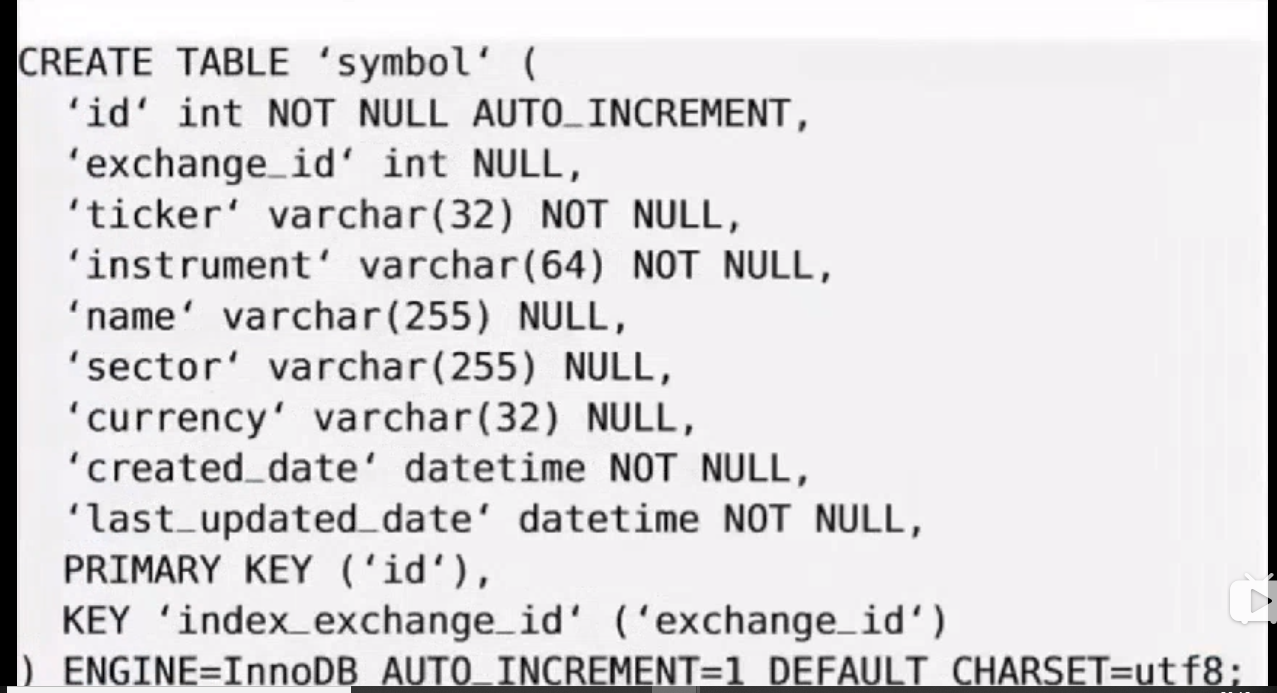 CREATE TABLE ‘symbol‘ (
‘id‘ int NOT NULL AUTO_INCREMENT,
‘exchange_id‘ int NULL,
‘ticker‘ varchar(32) NOT NULL,
‘instrument‘ varchar(64) NOT NULL,
‘name‘ varchar(255) NULL,
‘sector‘ varchar(255) NULL,
‘currency‘ varchar(32) NULL,
‘created_date‘ datetime NOT NULL,
‘last_updated_date‘ datetime NOT NULL,
PRIMARY KEY (‘id‘),
KEY ‘index_exchange_id‘ (‘exchange_id‘)
) ENGINE=InnoDB AUTO_INCREMENT=1 DEFAULT CHARSET=utf8;